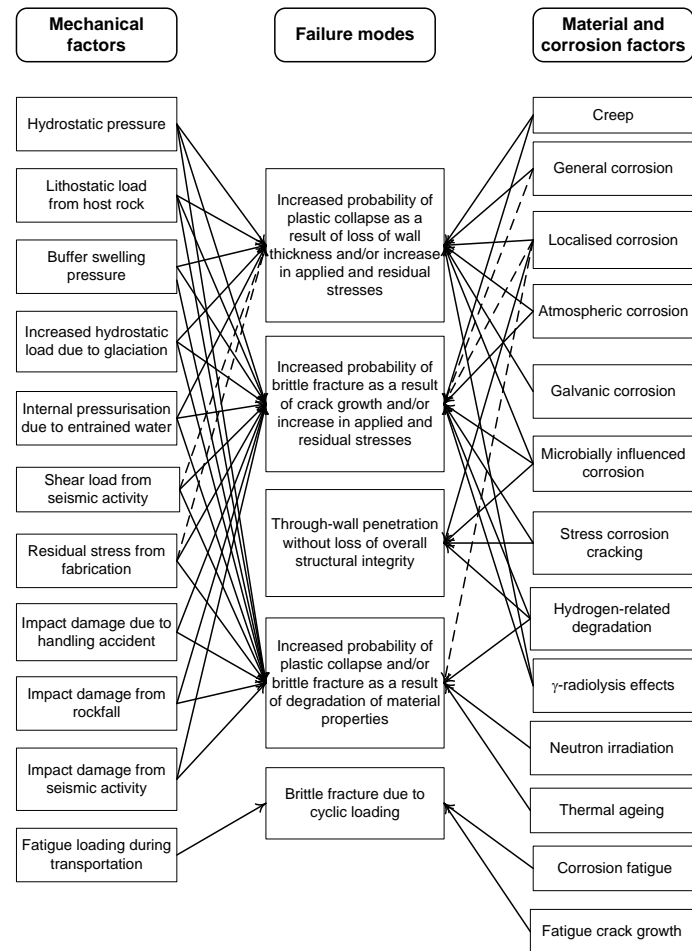 Mechanical
factors
Failure modes
Material and
corrosion factors
Hydrostatic pressure
Lithostatic load
from host rock
Buffer swelling
pressure
Increased hydrostatic
load due to glaciation
Internal pressurisation
due to entrained water
Shear load from
seismic activity
Residual stress from
fabrication
Impact damage due to
handling accident
Impact damage from
rockfall
Impact damage from
seismic activity
Fatigue loading during
transportation
Increased probability of
plastic collapse as a
result of loss of wall
thickness and/or increase
in applied and residual
stresses
Increased probability of
brittle fracture as a result
of crack growth and/or
increase in applied and
residual stresses
Through-wall penetration
without loss of overall
structural integrity
Increased probability of
plastic collapse and/or
brittle fracture as a result
of degradation of material
properties
Brittle fracture due to
cyclic loading
Creep
General corrosion
Localised corrosion
Atmospheric corrosion
Galvanic corrosion
Microbially influenced
corrosion
Stress corrosion
cracking
Hydrogen-related
degradation
γ-radiolysis effects
Neutron irradiation
Thermal ageing
Corrosion fatigue
Fatigue crack growth